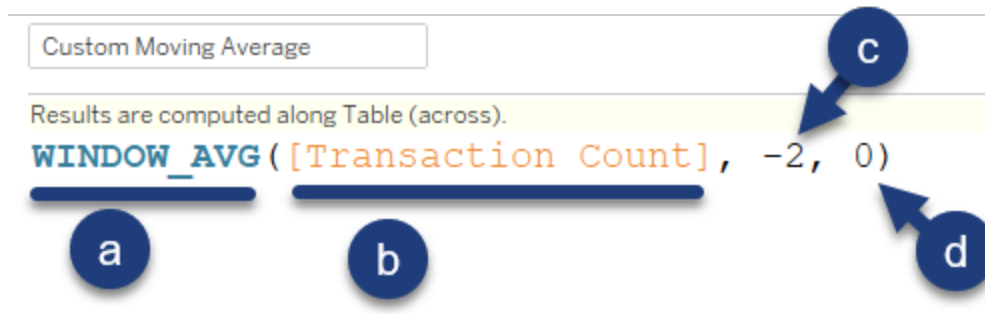 Custom Moving Average
c
Results are computed along Table (across).
WINDOW_AVG([Transaction Count], -2, 0)
a
b
d